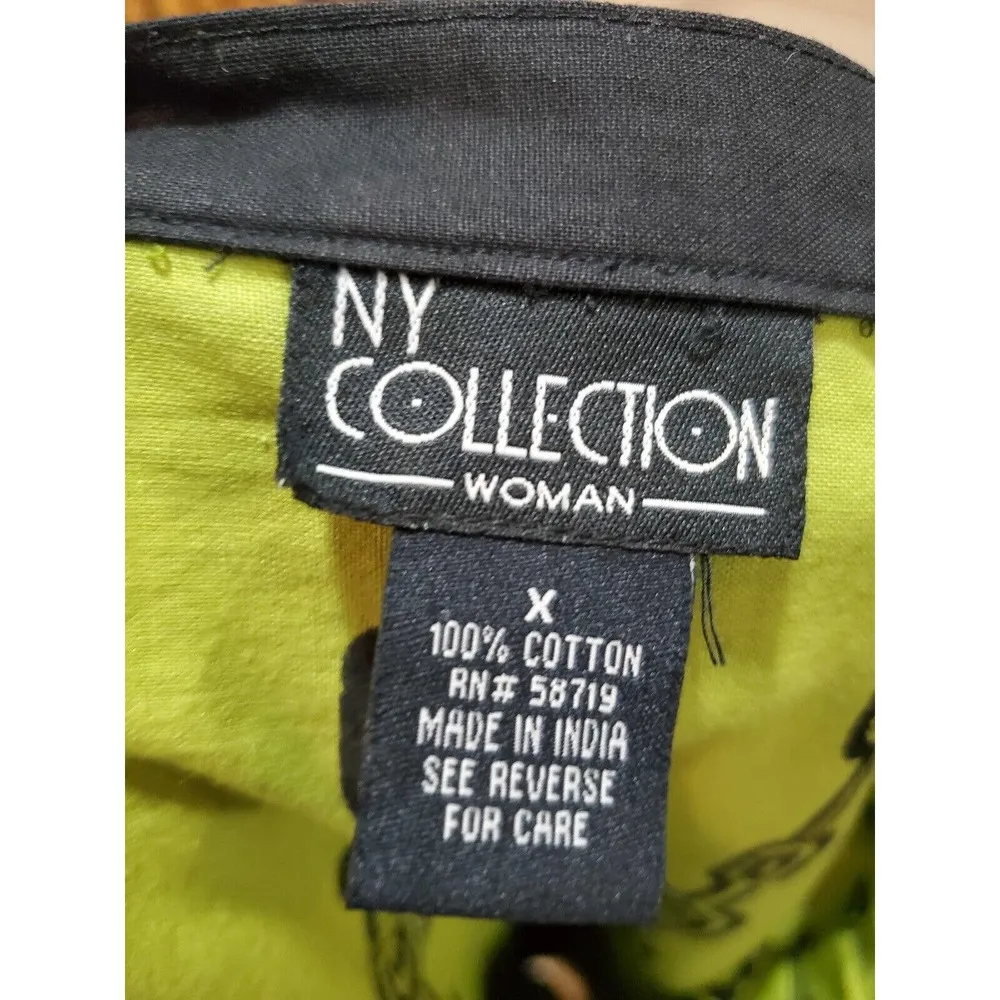 NY
COLLECTION
WOMAN
X
100% COTTON
RN# 58719
MADE IN INDIA
SEE REVERSE
FOR CARE